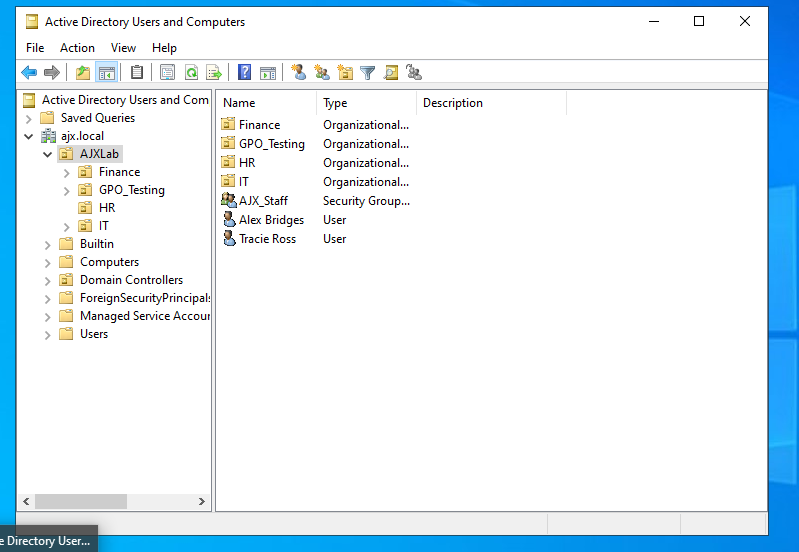 Active Directory Users and Computers
File Action View Help
Active Directory Users and Com
Saved Queries
ajx.local
AJXLab
Finance
GPO_Testing
HR
IT
Builtin
Computers
Domain Controllers
ForeignSecurityPrincipals
Managed Service Accour
Users
Name Type Description
Finance Organizational...
GPO_Testing Organizational...
HR Organizational...
IT Organizational...
AJX_Staff Security Group...
Alex Bridges User
Tracie Ross User
e Directory User...